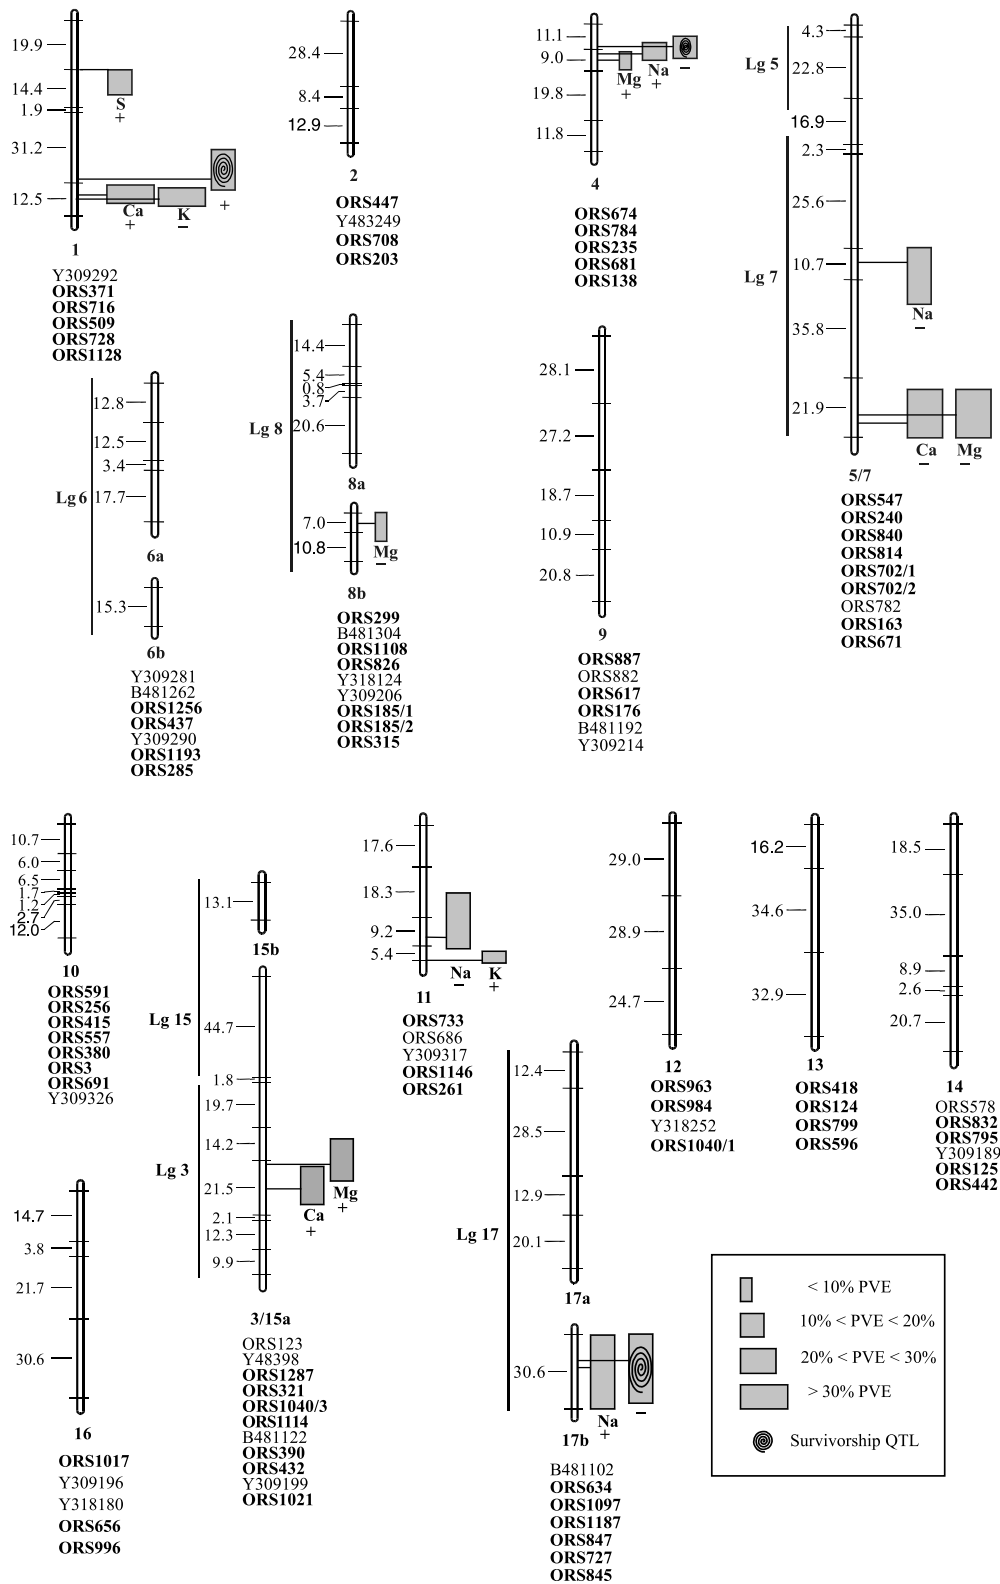 19.9
14.4
1.9
31.2
12.5
S
+
Ca
+
K
−
+
1
Y309292
ORS371
ORS716
ORS509
ORS728
ORS1128
28.4
8.4
12.9
2
ORS447
Y483249
ORS708
ORS203
11.1
9.0
19.8
11.8
Mg
+
Na
+
−
4
ORS674
ORS784
ORS235
ORS681
ORS138
Lg 5
4.3
22.8
16.9
Lg 7
2.3
25.6
10.7
35.8
21.9
Na
−
Ca
−
Mg
−
5/7
ORS547
ORS240
ORS840
ORS814
ORS702/1
ORS702/2
ORS782
ORS163
ORS671
Lg 6
12.8
12.5
3.4
17.7
6a
15.3
6b
Y309281
B481262
ORS1256
ORS437
Y309290
ORS1193
ORS285
Lg 8
14.4
5.4
0.8
3.7
20.6
8a
7.0
10.8
Mg
−
8b
ORS299
B481304
ORS1108
ORS826
Y318124
Y309206
ORS185/1
ORS185/2
ORS315
28.1
27.2
18.7
10.9
20.8
9
ORS887
ORS882
ORS617
ORS176
B481192
Y309214
10.7
6.0
6.5
1.7
1.2
2.7
12.0
10
ORS591
ORS256
ORS415
ORS557
ORS380
ORS3
ORS691
Y309326
Lg 15
13.1
15b
44.7
1.8
Lg 3
19.7
14.2
21.5
2.1
12.3
9.9
Ca
+
Mg
+
3/15a
ORS123
Y48398
ORS1287
ORS321
ORS1040/3
ORS1114
B481122
ORS390
ORS432
Y309199
ORS1021
17.6
18.3
9.2
5.4
Na
−
K
+
11
ORS733
ORS686
Y309317
ORS1146
ORS261
29.0
28.9
24.7
12
ORS963
ORS984
Y318252
ORS1040/1
16.2
34.6
32.9
13
ORS418
ORS124
ORS799
ORS596
18.5
35.0
8.9
2.6
20.7
14
ORS578
ORS832
ORS795
Y309189
ORS125
ORS442
14.7
3.8
21.7
30.6
16
ORS1017
Y309196
Y318180
ORS656
ORS996
Lg 17
12.4
28.5
12.9
20.1
17a
30.6
Na
+
−
17b
B481102
ORS634
ORS1097
ORS1187
ORS847
ORS727
ORS845
< 10% PVE
10% < PVE < 20%
20% < PVE < 30%
> 30% PVE
Survivorship QTL